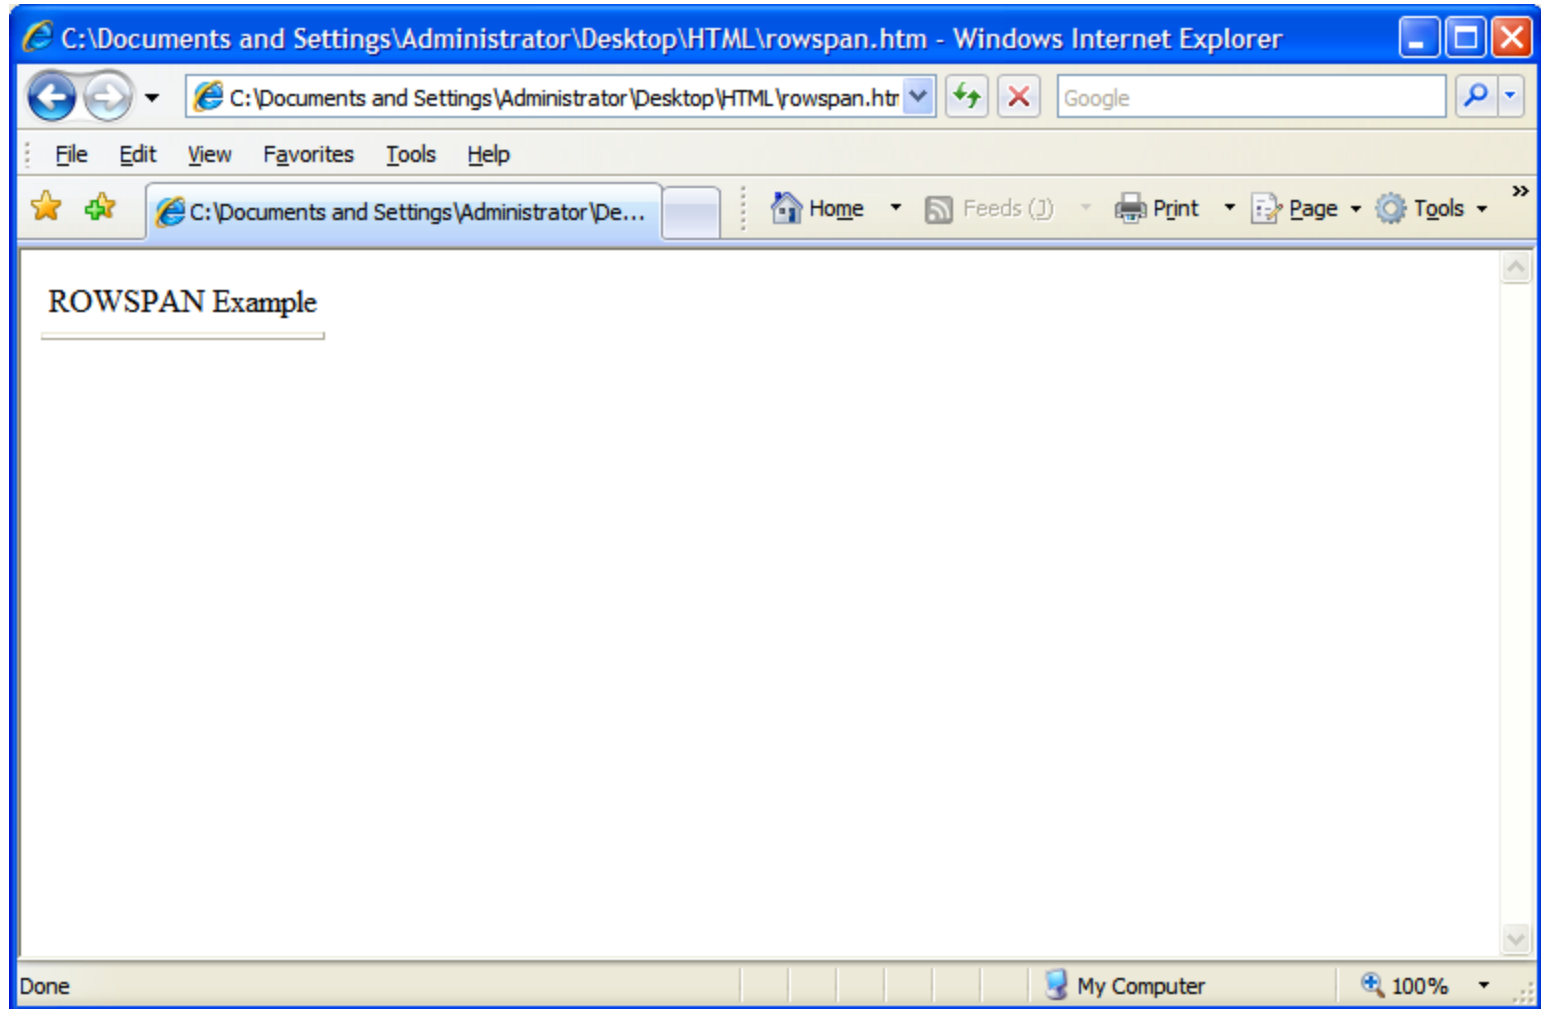 C:\Documents and Settings\Administrator\Desktop\HTML\rowspan.htm - Windows Internet Explorer
C:\Documents and Settings\Administrator\Desktop\HTML\rowspan.htr Google
File Edit View Favorites Tools Help
C:\Documents and Settings\Administrator\De... Home Feeds (J) Print Page Tools »
ROWSPAN Example
Done My Computer 100%